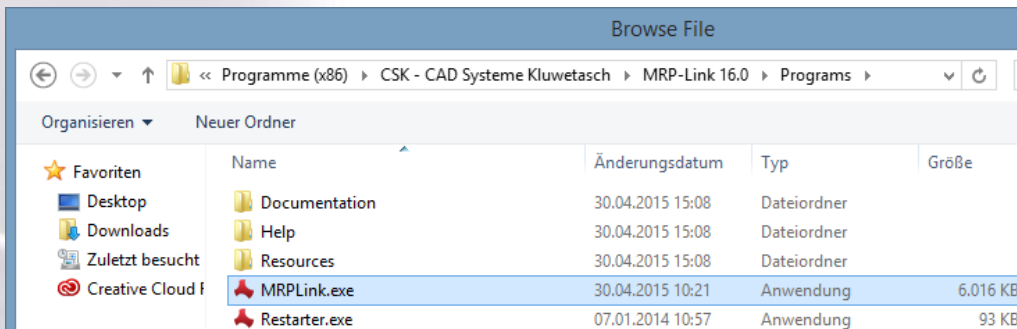 Browse File
« Programme (x86) ▸ CSK - CAD Systeme Kluwetasch ▸ MRP-Link 16.0 ▸ Programs ▸
Organisieren Neuer Ordner
Favoriten
Desktop
Downloads
Zuletzt besucht
Creative Cloud F
Name Änderungsdatum Typ Größe
Documentation 30.04.2015 15:08 Dateiordner
Help 30.04.2015 15:08 Dateiordner
Resources 30.04.2015 15:08 Dateiordner
MRPLink.exe 30.04.2015 10:21 Anwendung 6.016 KB
Restarter.exe 07.01.2014 10:57 Anwendung 93 KB